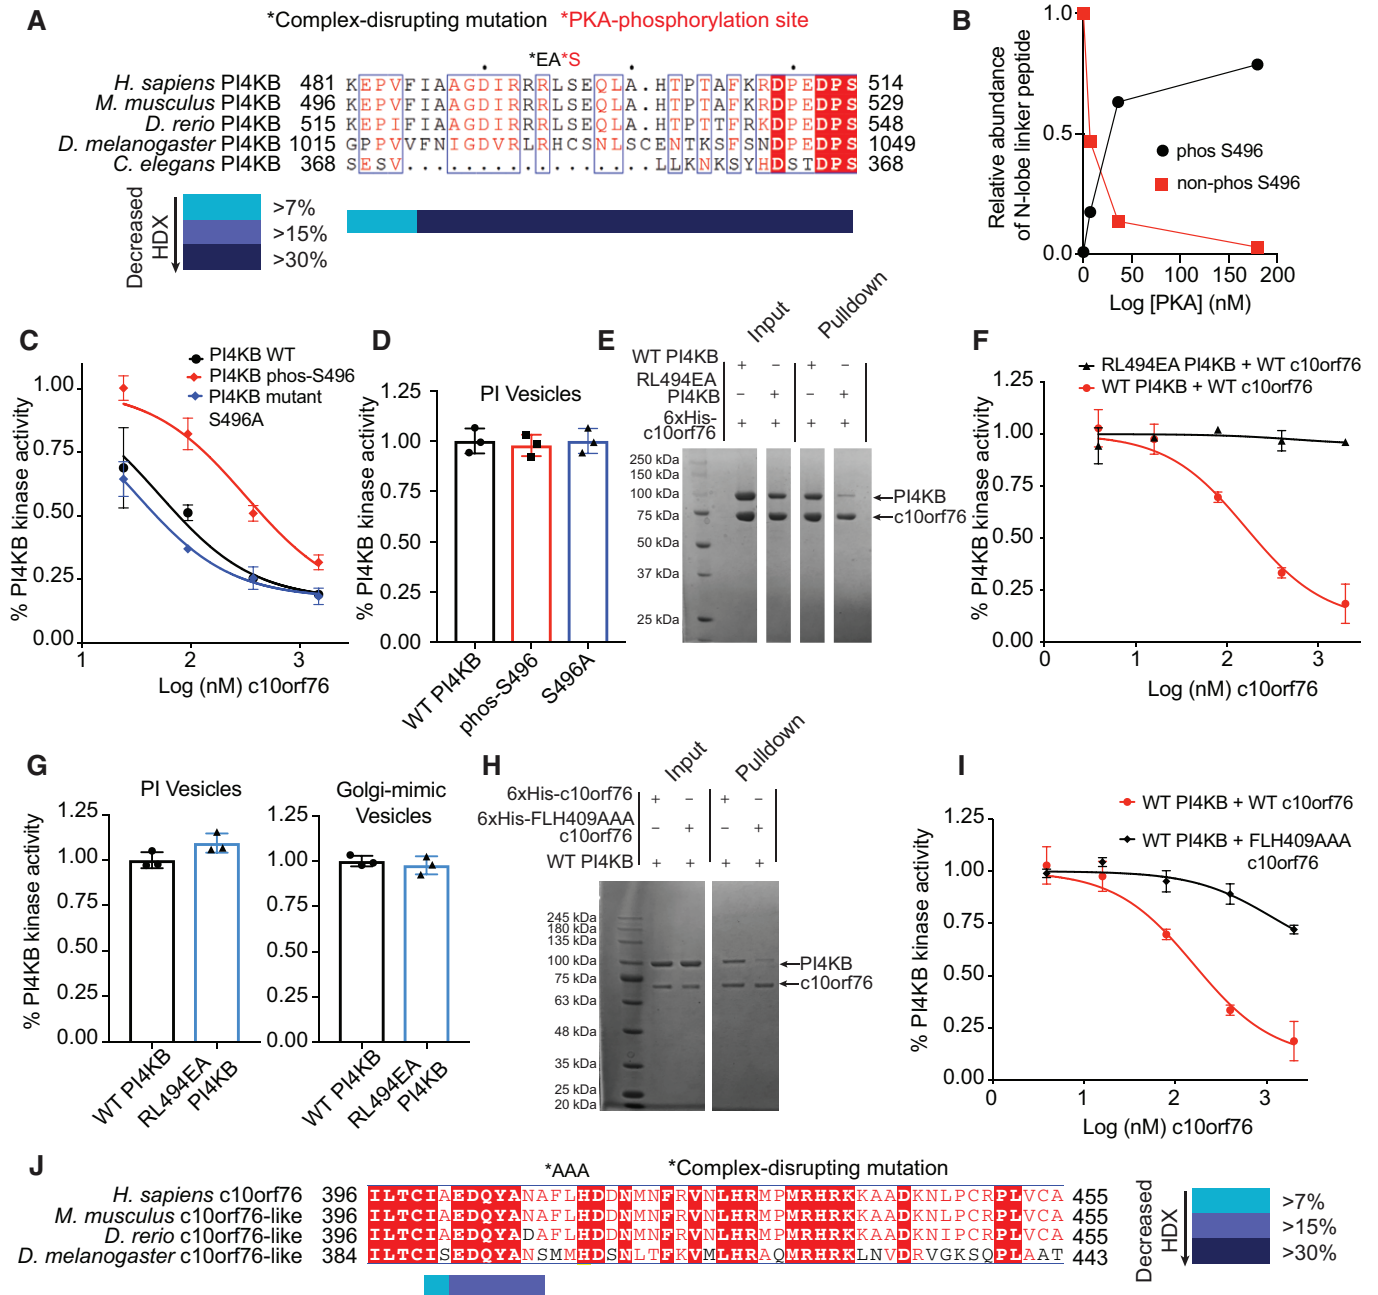 A
*Complex-disrupting mutation *PKA-phosphorylation site
*EA*S
H. sapiens PI4KB 481 KEPVFIAAGDIRRRLSEQLA.HTPTAFKRDPEDPS 514
M. musculus PI4KB 496 KEPVFIAAGDIRRRLSEQLA.HTPTAFKRDPEDPS 529
D. rerio PI4KB 515 KEPIFIAAGDIRRRLSEQLA.HTPTTFRKDPEDPS 548
D. melanogaster PI4KB 1015 GPPVVFNIGDVRLRHCSNLSCENTKSFSNDPEDPS 1049
C. elegans PI4KB 368 SESV.................LLKNKSYHDSTDPS 368
Decreased HDX
>7%
>15%
>30%
B
Relative abundance of N-lobe linker peptide
1.0
0.5
0.0
0 50 100 150 200
Log [PKA] (nM)
phos S496
non-phos S496
C
% PI4KB kinase activity
1.00
0.75
0.50
0.25
0.00
1 2 3
Log (nM) c10orf76
PI4KB WT
PI4KB phos-S496
PI4KB mutant
S496A
D
PI Vesicles
% PI4KB kinase activity
1.25
1.00
0.75
0.50
0.25
0.00
WT PI4KB
phos-S496
S496A
E
Input
Pulldown
WT PI4KB + − + −
RL494EA
PI4KB − + − +
6xHis-
c10orf76 + + + +
250 kDa
150 kDa
100 kDa
75 kDa
50 kDa
37 kDa
25 kDa
PI4KB
c10orf76
F
RL494EA PI4KB + WT c10orf76
WT PI4KB + WT c10orf76
% PI4KB kinase activity
1.25
1.00
0.75
0.50
0.25
0.00
0 1 2 3
Log (nM) c10orf76
G
PI Vesicles
% PI4KB kinase activity
1.25
1.00
0.75
0.50
0.25
0.00
WT PI4KB
RL494EA
PI4KB
Golgi-mimic
Vesicles
1.25
1.00
0.75
0.50
0.25
0.00
WT PI4KB
RL494EA
PI4KB
H
Input
Pulldown
6xHis-c10orf76 + − + −
6xHis-FLH409AAA
c10orf76 − + − +
WT PI4KB + + + +
245 kDa
180 kDa
135 kDa
100 kDa
75 kDa
63 kDa
48 kDa
35 kDa
25 kDa
20 kDa
PI4KB
c10orf76
I
WT PI4KB + WT c10orf76
WT PI4KB + FLH409AAA
c10orf76
% PI4KB kinase activity
1.25
1.00
0.75
0.50
0.25
0.00
0 1 2 3
Log (nM) c10orf76
J
*AAA
*Complex-disrupting mutation
H. sapiens c10orf76 396 ILTCIAEDQYANAFLHDDNMNFRVNLHRMPMRHRKKAADKNLPCRPLVCA 455
M. musculus c10orf76-like 396 ILTCIAEDQYANAFLHDDNMNFRVNLHRMPMRHRKKAADKNLPCRPLVCA 455
D. rerio c10orf76-like 396 ILTCIAEDQYADAFLHDDNMNFRVNLHRMPMRHRKKAADKNIPCRPLVCA 455
D. melanogaster c10orf76-like 384 ILTCISEDQYANSMMHDSNLTFKVMLHRAQMRHRKLNVDRVGKSQPLAAT 443
Decreased HDX
>7%
>15%
>30%